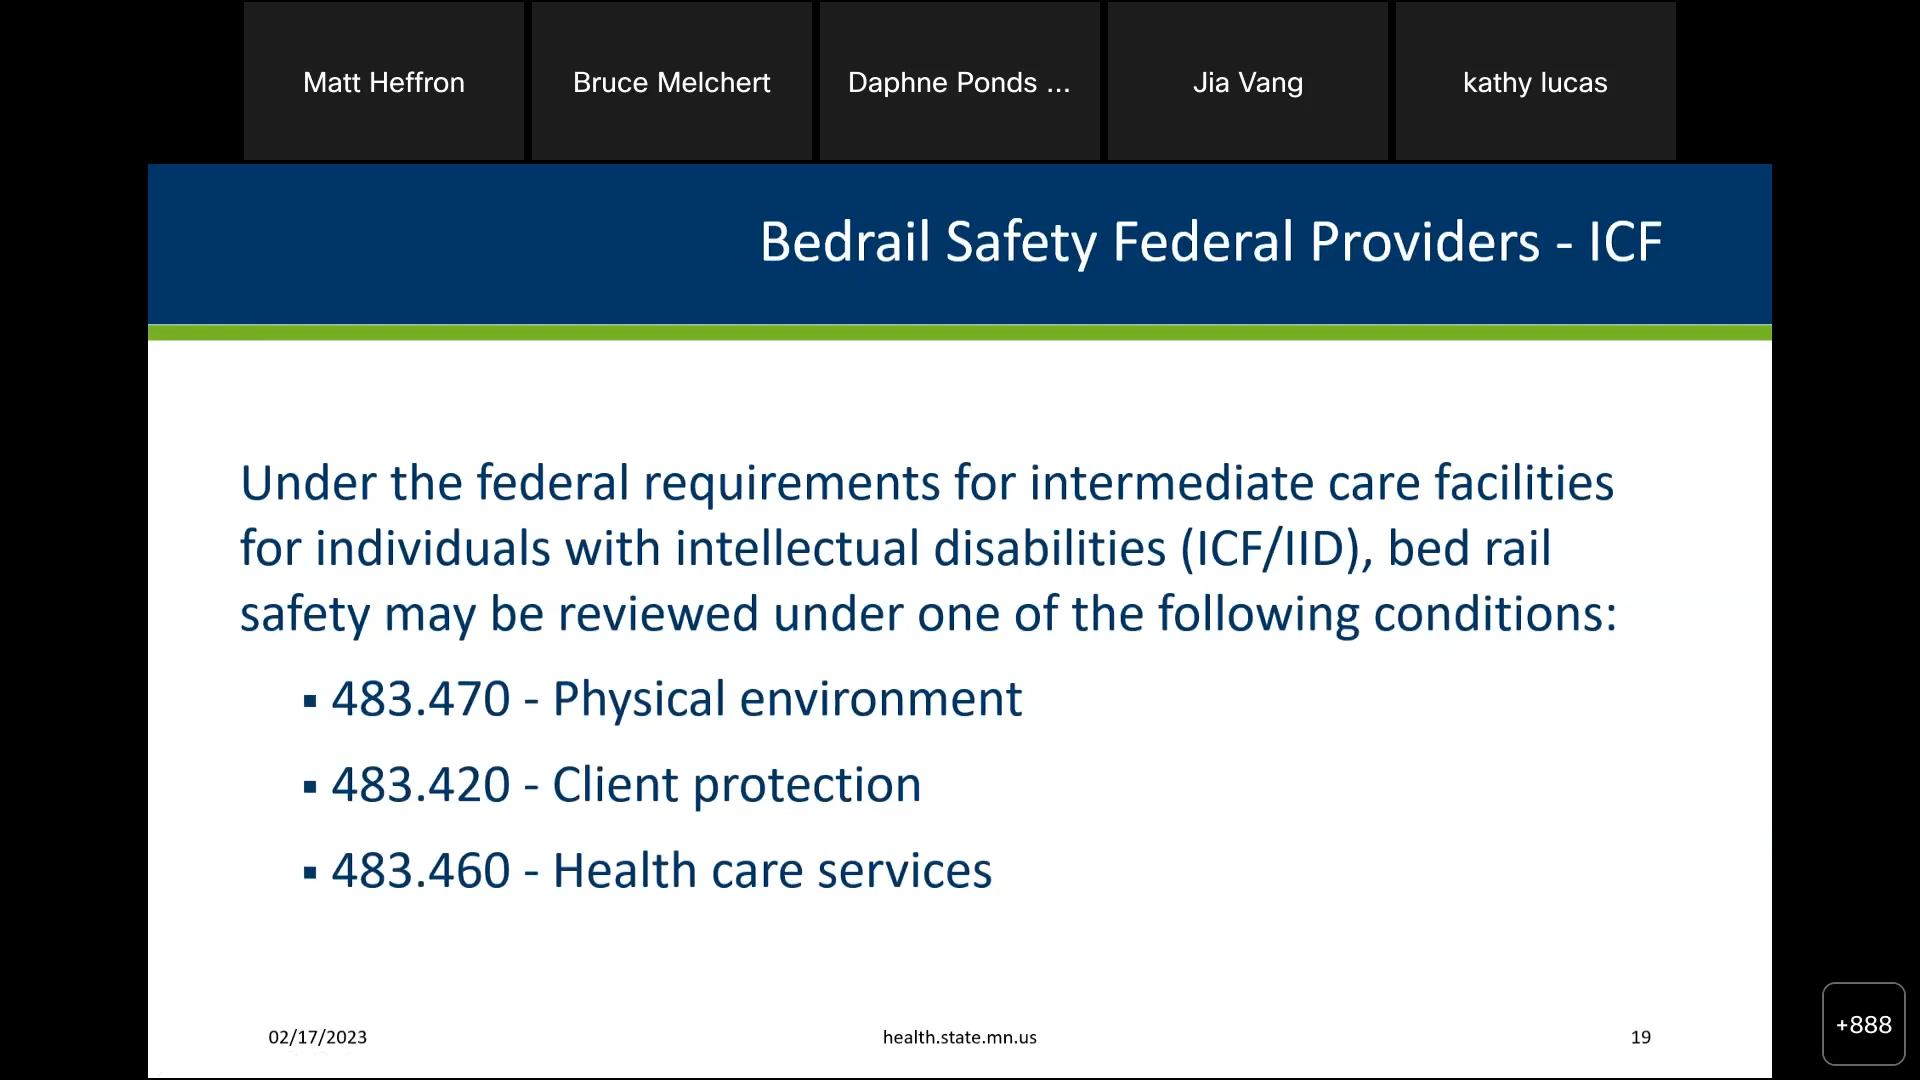 Matt Heffron
Bruce Melchert
Daphne Ponds ...
Jia Vang
kathy lucas
Bedrail Safety Federal Providers - ICF
Under the federal requirements for intermediate care facilities
for individuals with intellectual disabilities (ICF/IID), bed rail
safety may be reviewed under one of the following conditions:
▪ 483.470 - Physical environment
▪ 483.420 - Client protection
▪ 483.460 - Health care services
02/17/2023
health.state.mn.us
19
+888